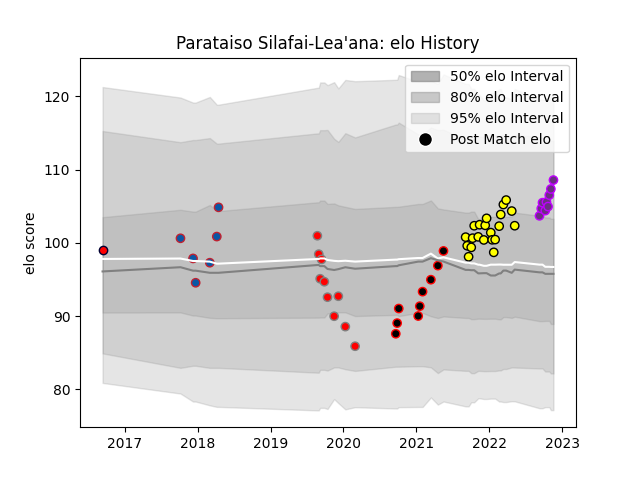 Parataiso Silafai-Lea'ana: elo History
50% elo Interval
80% elo Interval
95% elo Interval
Post Match elo
elo score
120
110
100
90
80
2017 2018 2019 2020 2021 2022 2023